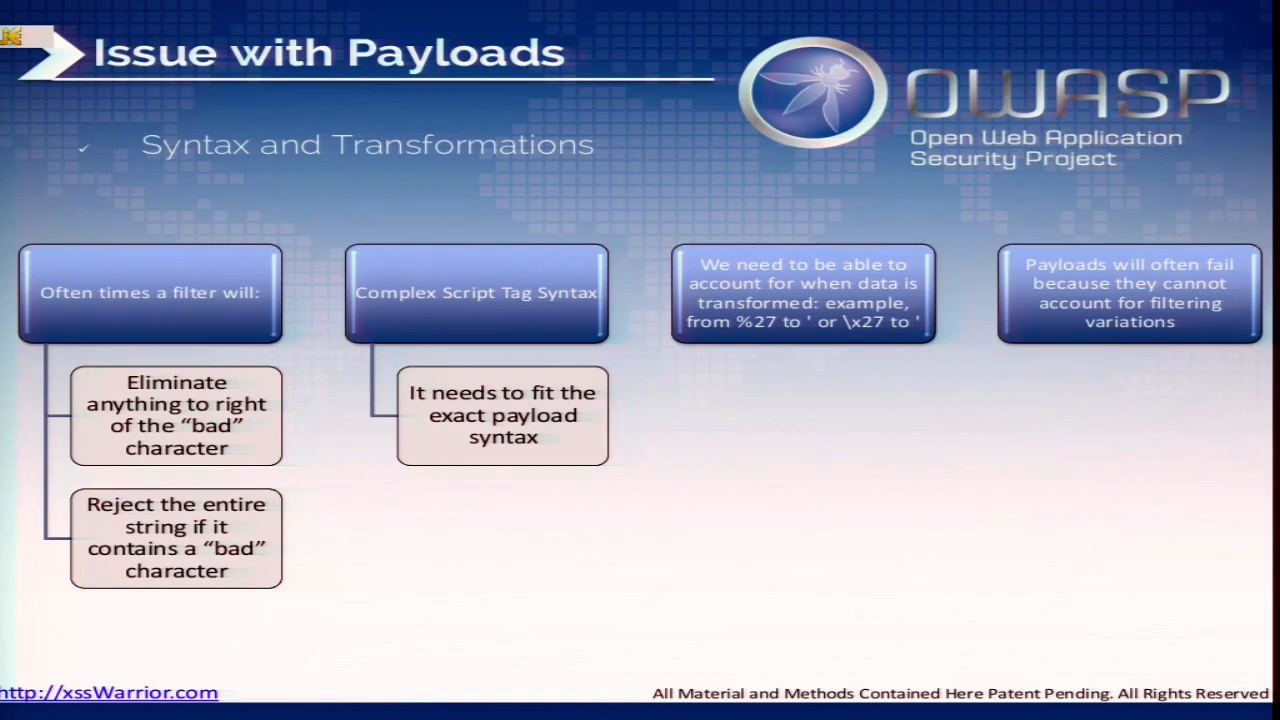 Issue with Payloads
OWASP
Open Web Application
Security Project
✓ Syntax and Transformations
Often times a filter will:
Eliminate
anything to right
of the “bad”
character
Reject the entire
string if it
contains a “bad”
character
Complex Script Tag Syntax
It needs to fit the
exact payload
syntax
We need to be able to
account for when data is
transformed: example,
from %27 to ' or \x27 to '
Payloads will often fail
because they cannot
account for filtering
variations
http://xssWarrior.com
All Material and Methods Contained Here Patent Pending. All Rights Reserved